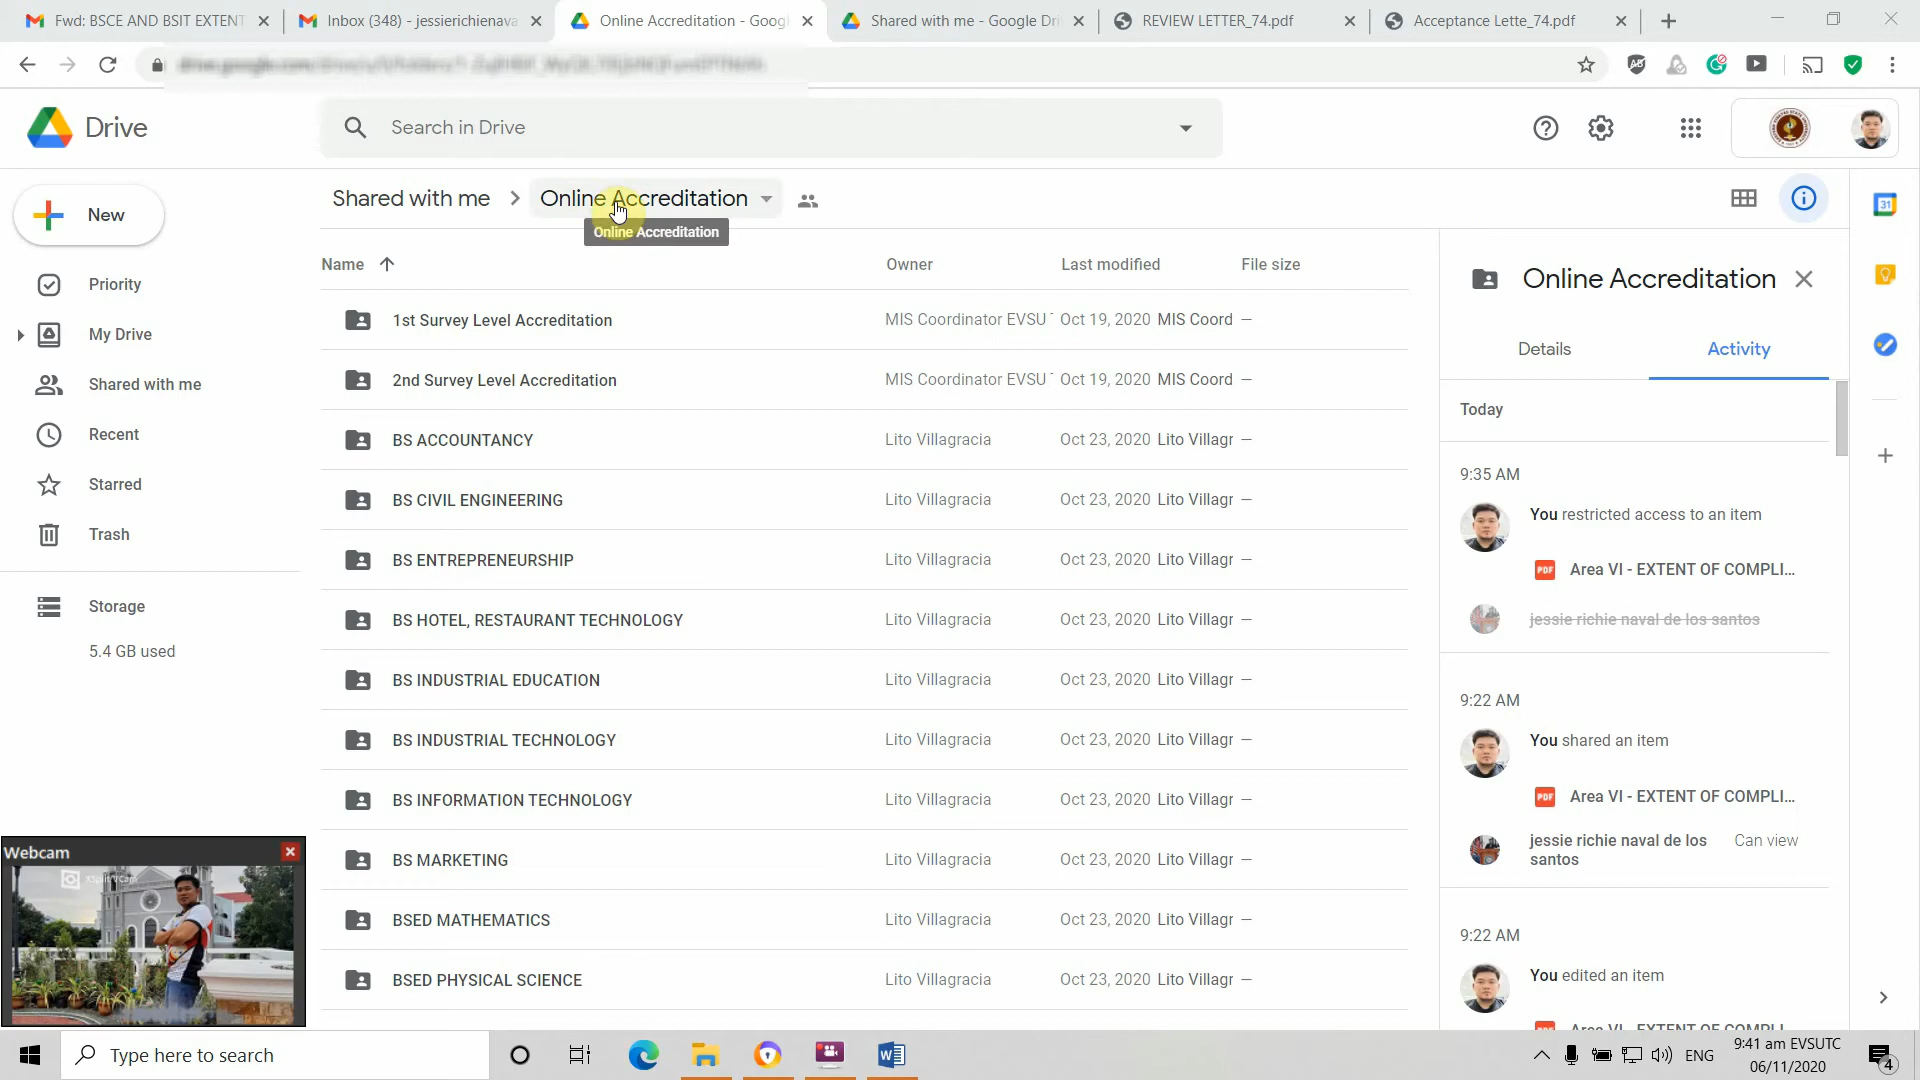 Fwd: BSCE AND BSIT EXTENT
Inbox (348) - jessierichienava
Online Accreditation - Googl
Shared with me - Google Dri
REVIEW LETTER_74.pdf
Acceptance Lette_74.pdf
Drive
Search in Drive
Shared with me
Online Accreditation
Online Accreditation
New
Priority
My Drive
Shared with me
Recent
Starred
Trash
Storage
5.4 GB used
Name Owner Last modified File size
1st Survey Level Accreditation MIS Coordinator EVSU Oct 19, 2020 MIS Coord —
2nd Survey Level Accreditation MIS Coordinator EVSU Oct 19, 2020 MIS Coord —
BS ACCOUNTANCY Lito Villagracia Oct 23, 2020 Lito Villagr —
BS CIVIL ENGINEERING Lito Villagracia Oct 23, 2020 Lito Villagr —
BS ENTREPRENEURSHIP Lito Villagracia Oct 23, 2020 Lito Villagr —
BS HOTEL, RESTAURANT TECHNOLOGY Lito Villagracia Oct 23, 2020 Lito Villagr —
BS INDUSTRIAL EDUCATION Lito Villagracia Oct 23, 2020 Lito Villagr —
BS INDUSTRIAL TECHNOLOGY Lito Villagracia Oct 23, 2020 Lito Villagr —
BS INFORMATION TECHNOLOGY Lito Villagracia Oct 23, 2020 Lito Villagr —
BS MARKETING Lito Villagracia Oct 23, 2020 Lito Villagr —
BSED MATHEMATICS Lito Villagracia Oct 23, 2020 Lito Villagr —
BSED PHYSICAL SCIENCE Lito Villagracia Oct 23, 2020 Lito Villagr —
Online Accreditation
Details Activity
Today
9:35 AM
You restricted access to an item
PDF Area VI - EXTENT OF COMPLI...
jessie richie naval de los santos
9:22 AM
You shared an item
PDF Area VI - EXTENT OF COMPLI...
jessie richie naval de los Can view
santos
9:22 AM
You edited an item
Area VI - EXTENT OF COMPLI
31
Webcam
XSplit VCam
Type here to search
ENG
9:41 am EVSUTC
06/11/2020
4